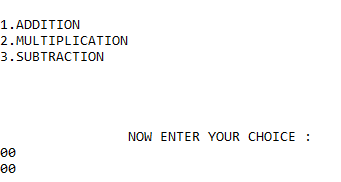 1.ADDITION
2.MULTIPLICATION
3.SUBTRACTION
NOW ENTER YOUR CHOICE :
00
00